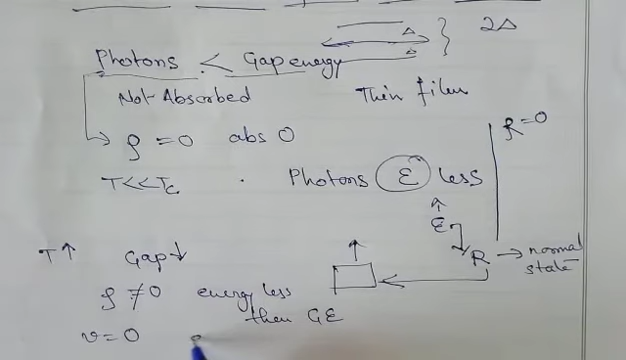 2Δ
Δ
Photons < Gap energy
Δ
Not Absorbed
Thin film
ρ = 0 abs 0
R = 0
T << Tc . Photons ε less
ε
R → normal state
T↑ Gap↓
ρ ≠ 0 energy less
then GE
ν = 0